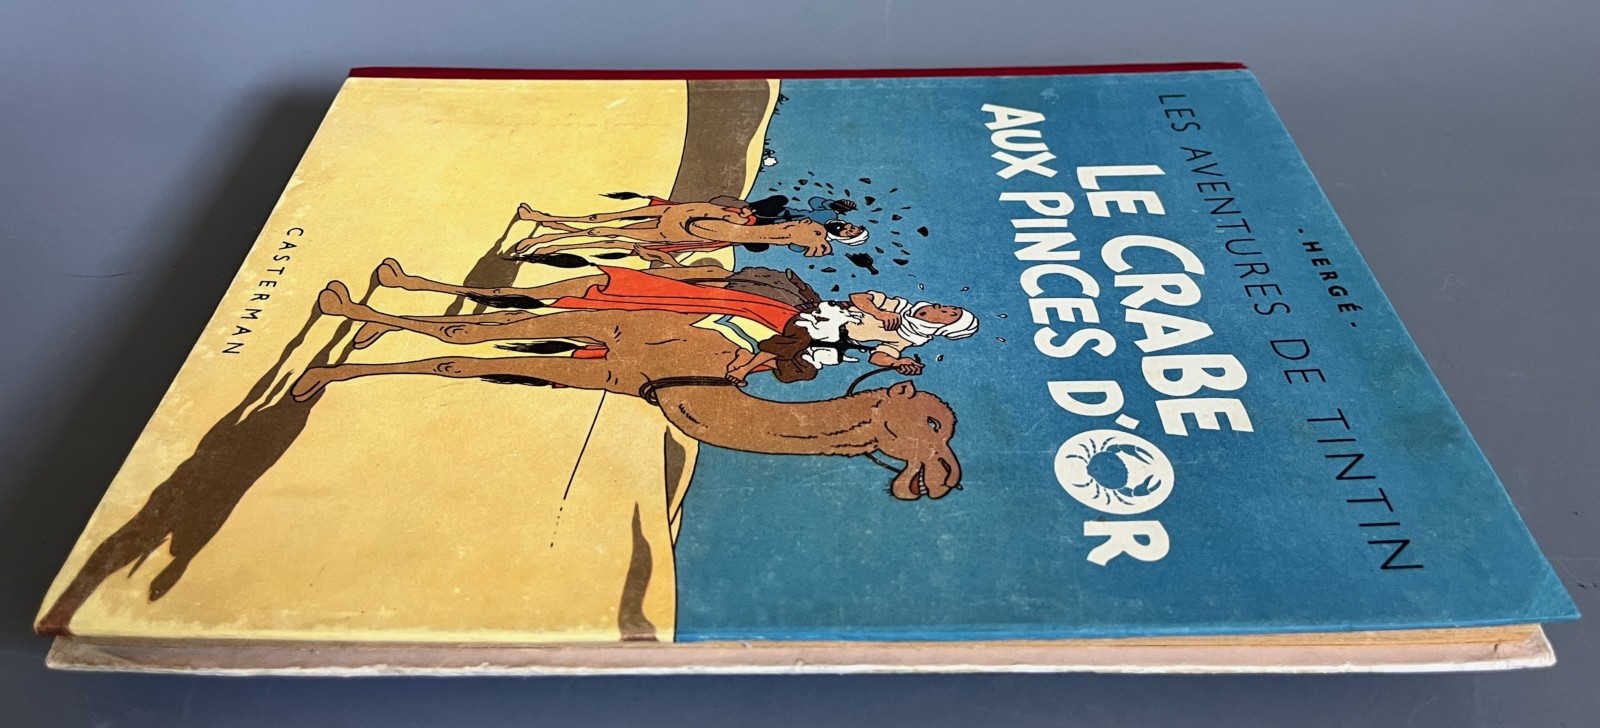 - HERGÉ -
LES AVENTURES DE TINTIN
LE CRABE
AUX PINCES D'OR
CASTERMAN